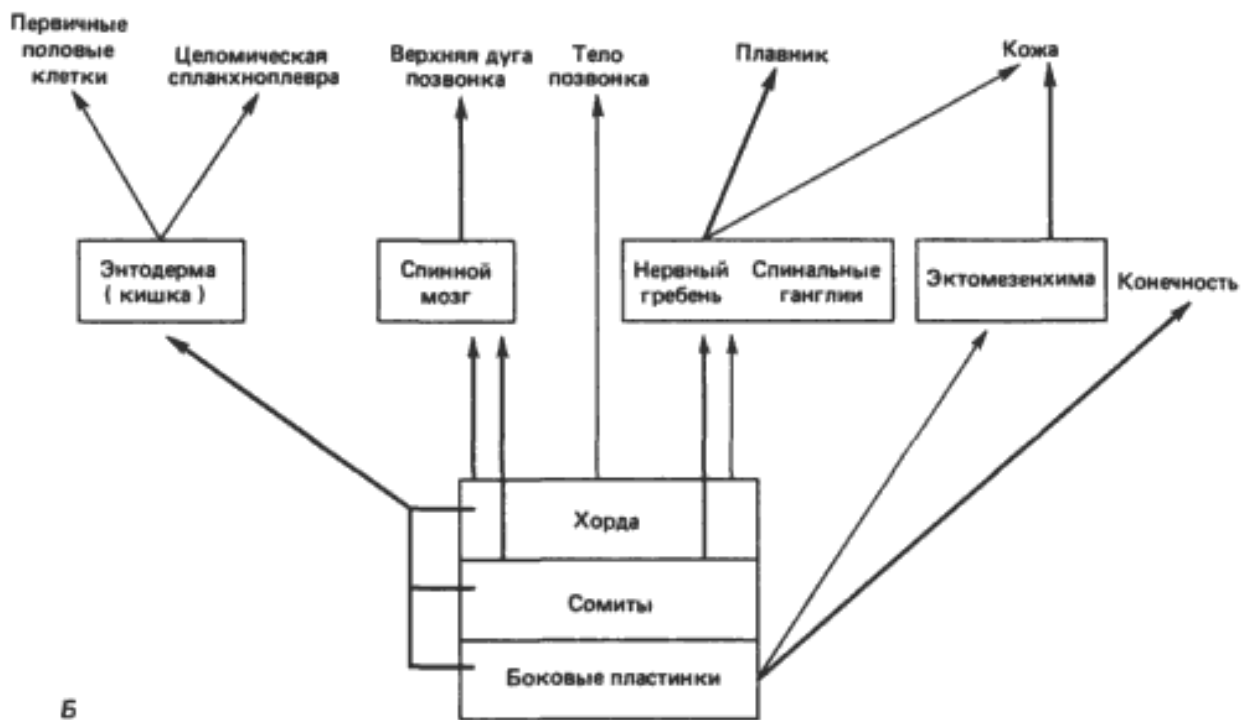 Первичные
половые
клетки
Целомическая
спланхноплевра
Верхняя дуга
позвонка
Тело
позвонка
Плавник
Кожа
Энтодерма
( кишка )
Спинной
мозг
Нервный
гребень
Спинальные
ганглии
Эктомезенхима
Конечность
Хорда
Сомиты
Боковые пластинки
Б